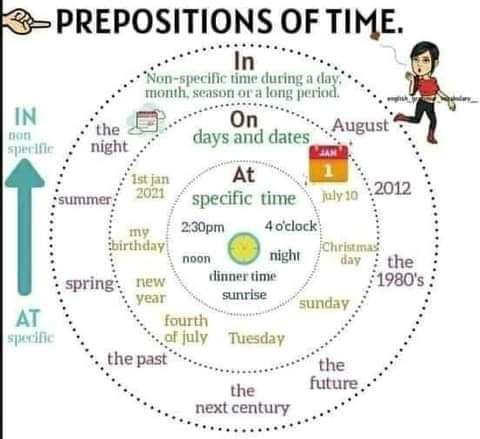 PREPOSITIONS OF TIME.
In
Non-specific time during a day,
month, season or a long period.
IN
non
specific
AT
specific
the
night
August
summer
2012
spring
the
1980's
the past
the
future
the
next century
On
days and dates
JAN
1
1st jan
2021
july 10
my
birthday
Christmas
day
new
year
sunday
fourth
of july
Tuesday
At
specific time
2:30pm
4 o'clock
noon
night
dinner time
sunrise